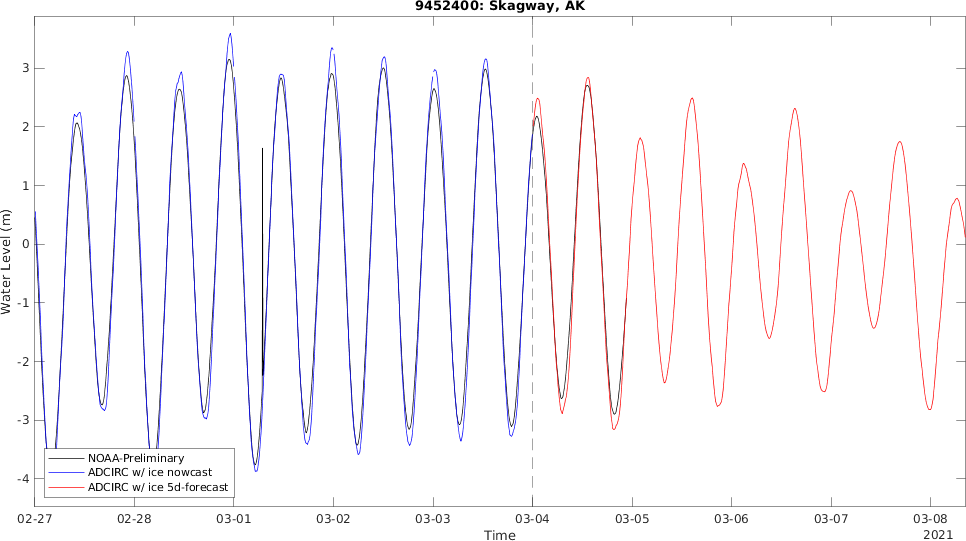 9452400: Skagway, AK
Water Level (m)
3
2
1
0
-1
-2
-3
-4
NOAA-Preliminary
ADCIRC w/ ice nowcast
ADCIRC w/ ice 5d-forecast
02-27 02-28 03-01 03-02 03-03 03-04 03-05 03-06 03-07 03-08
Time
2021